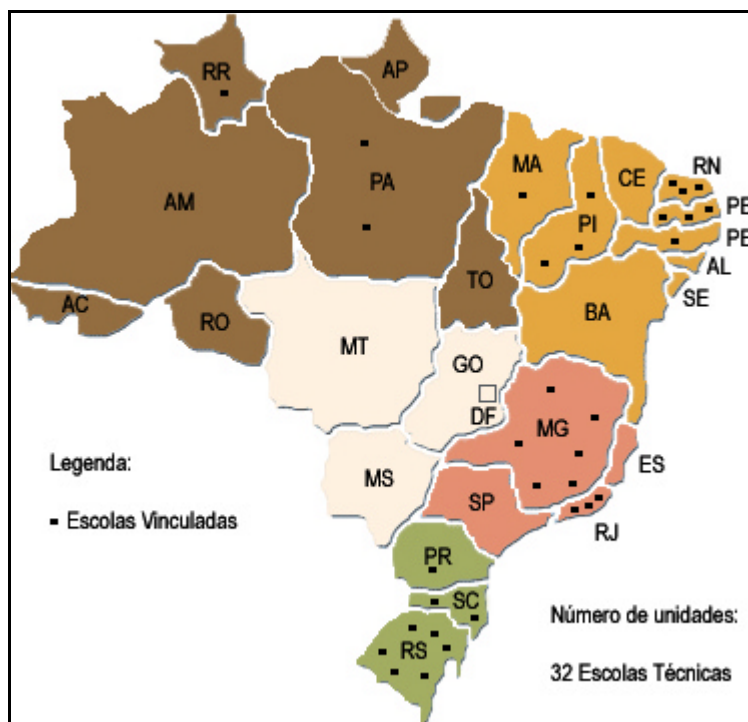 RR
AP
AM
PA
MA
CE
RN
PB
PI
PE
AL
AC
RO
TO
SE
BA
MT
GO
DF
MG
ES
MS
SP
RJ
Legenda:
Escolas Vinculadas
PR
SC
RS
Número de unidades:
32 Escolas Técnicas